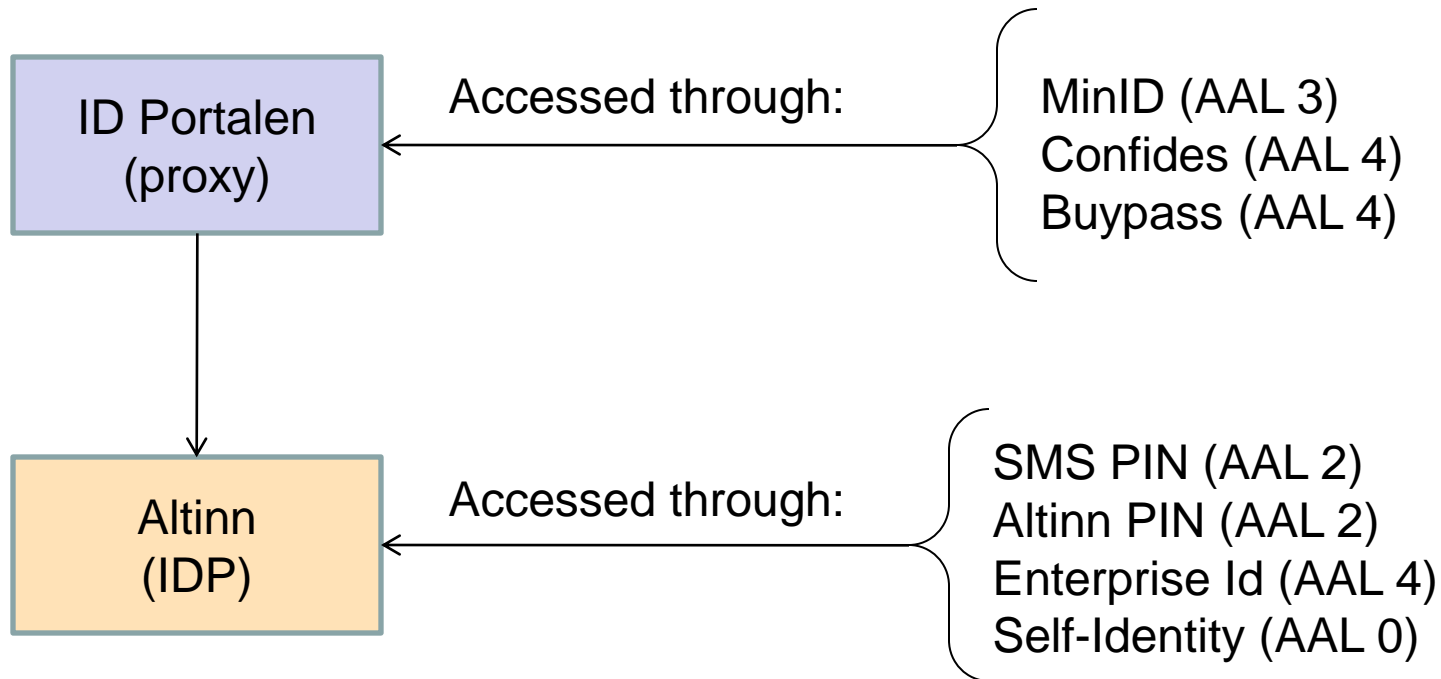 ID Portalen
(proxy)
Accessed through:
MinID (AAL 3)
Confides (AAL 4)
Buypass (AAL 4)
Altinn
(IDP)
Accessed through:
SMS PIN (AAL 2)
Altinn PIN (AAL 2)
Enterprise Id (AAL 4)
Self-Identity (AAL 0)